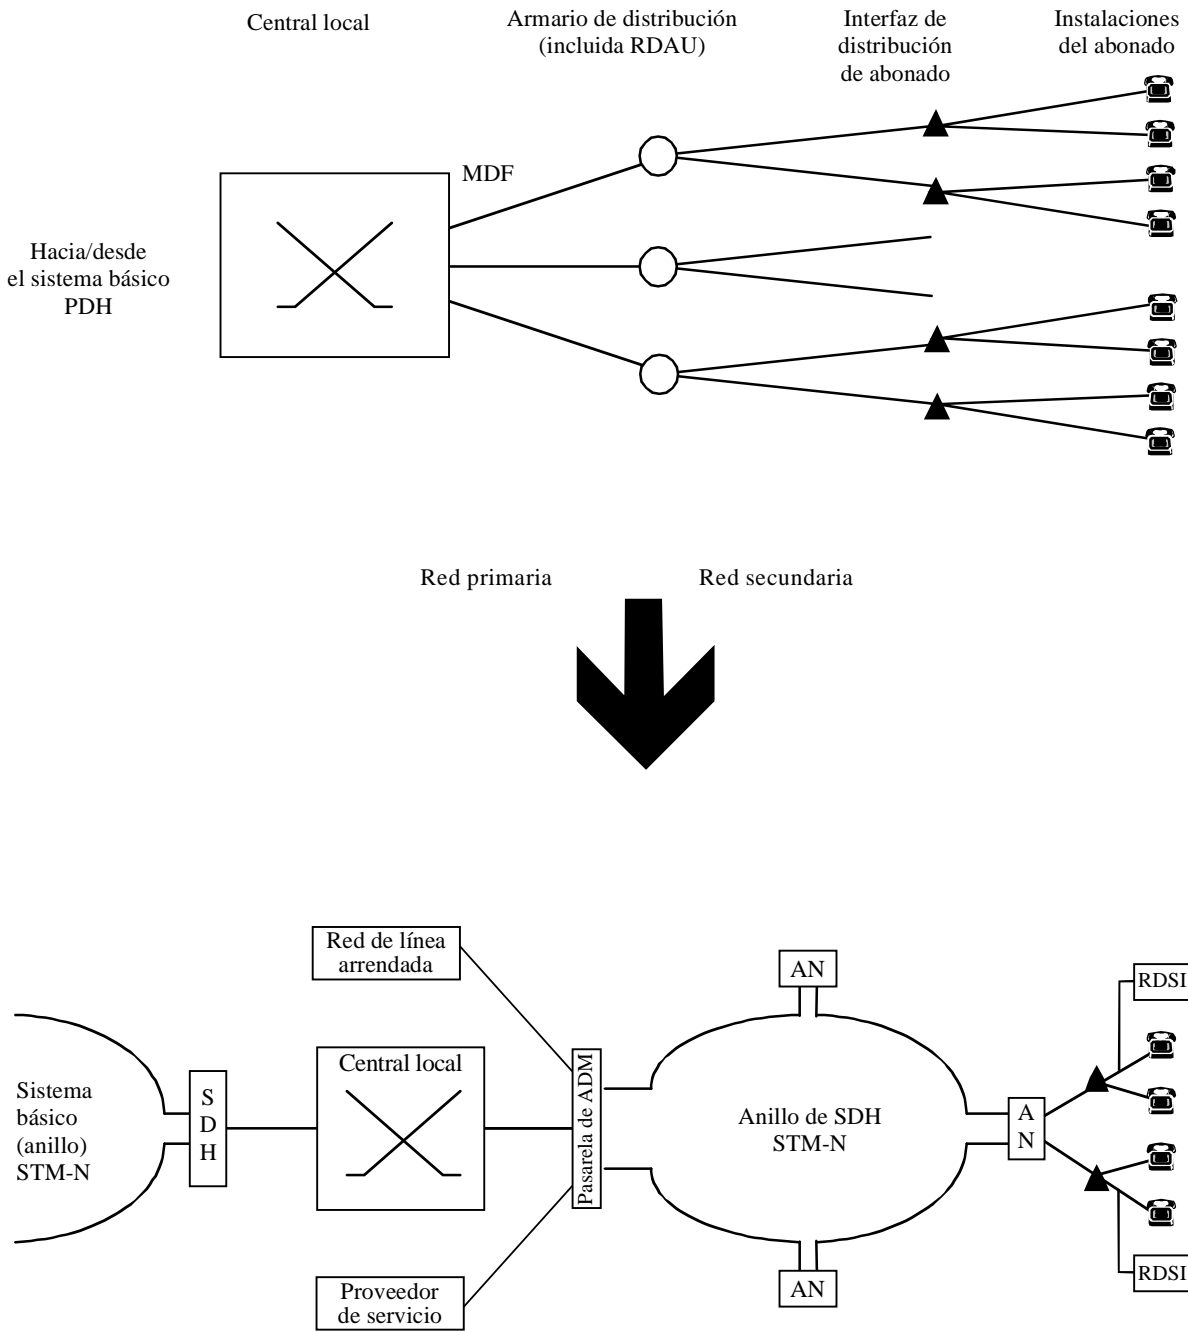 Central local
Armario de distribución
(incluida RDAU)
Interfaz de
distribución
de abonado
Instalaciones
del abonado
MDF
Hacia/desde
el sistema básico
PDH
Red primaria
Red secundaria
Red de línea
arrendada
AN
RDSI
Central local
Sistema
básico
(anillo)
STM-N
SDH
Pasarela de ADM
Anillo de SDH
STM-N
AN
Proveedor
de servicio
AN
RDSI